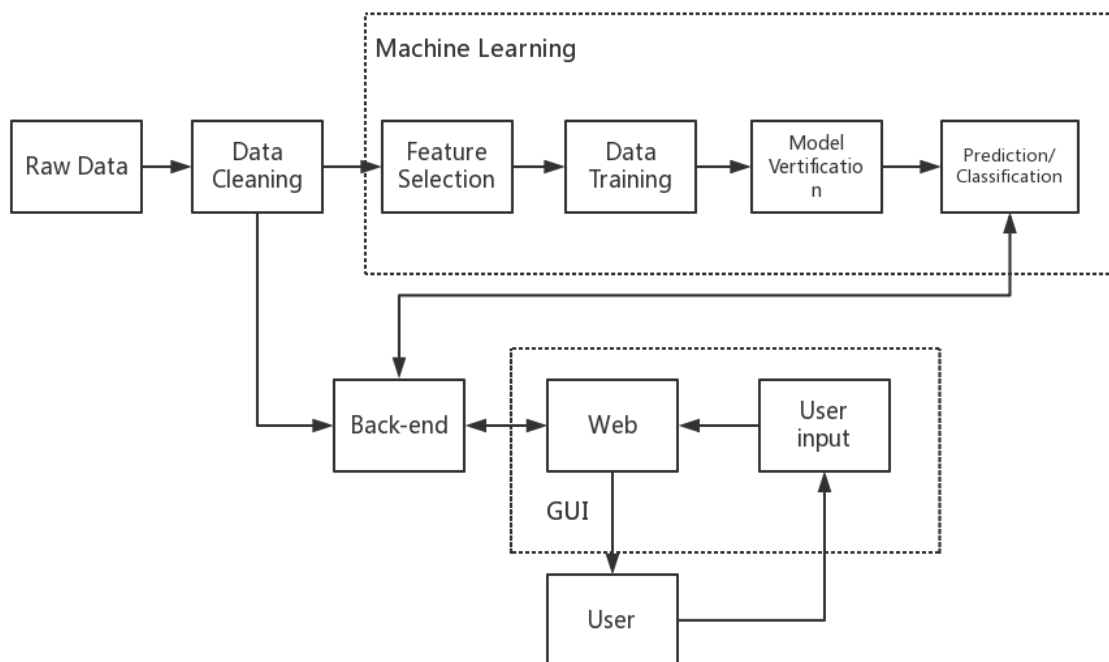 Machine Learning
Raw Data
Data
Cleaning
Feature
Selection
Data
Training
Model
Vertificatio
n
Prediction/
Classification
Back-end
Web
User
input
GUI
User